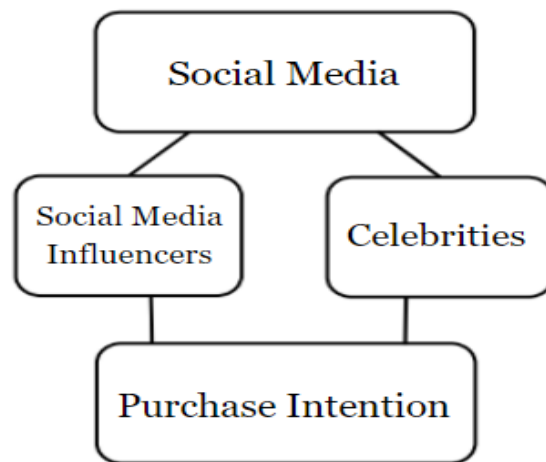 Social Media
Social Media
Influencers
Celebrities
Purchase Intention